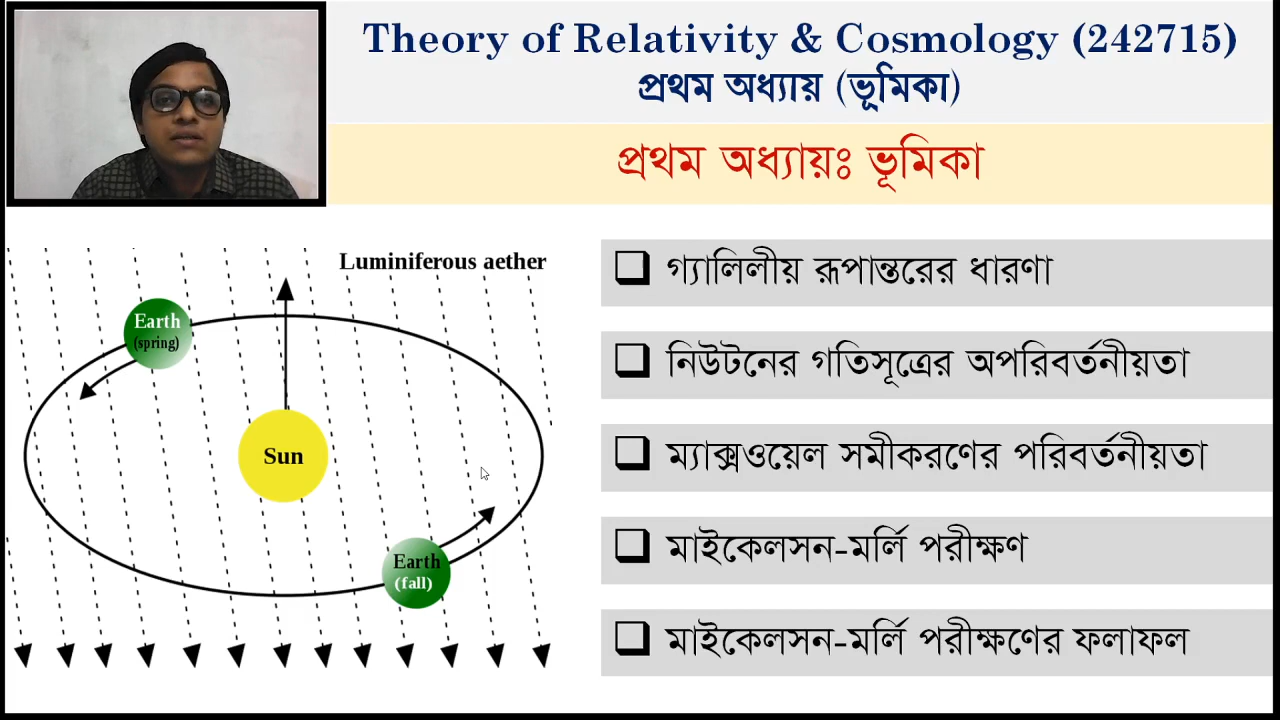 Theory of Relativity & Cosmology (242715)
প্রথম অধ্যায় (ভূমিকা)
প্রথম অধ্যায়ঃ ভূমিকা
Luminiferous aether
Earth
(spring)
Sun
Earth
(fall)
গ্যালিলীয় রূপান্তরের ধারণা
নিউটনের গতিসূত্রের অপরিবর্তনীয়তা
ম্যাক্সওয়েল সমীকরণের পরিবর্তনীয়তা
মাইকেলসন-মর্লি পরীক্ষণ
মাইকেলসন-মর্লি পরীক্ষণের ফলাফল